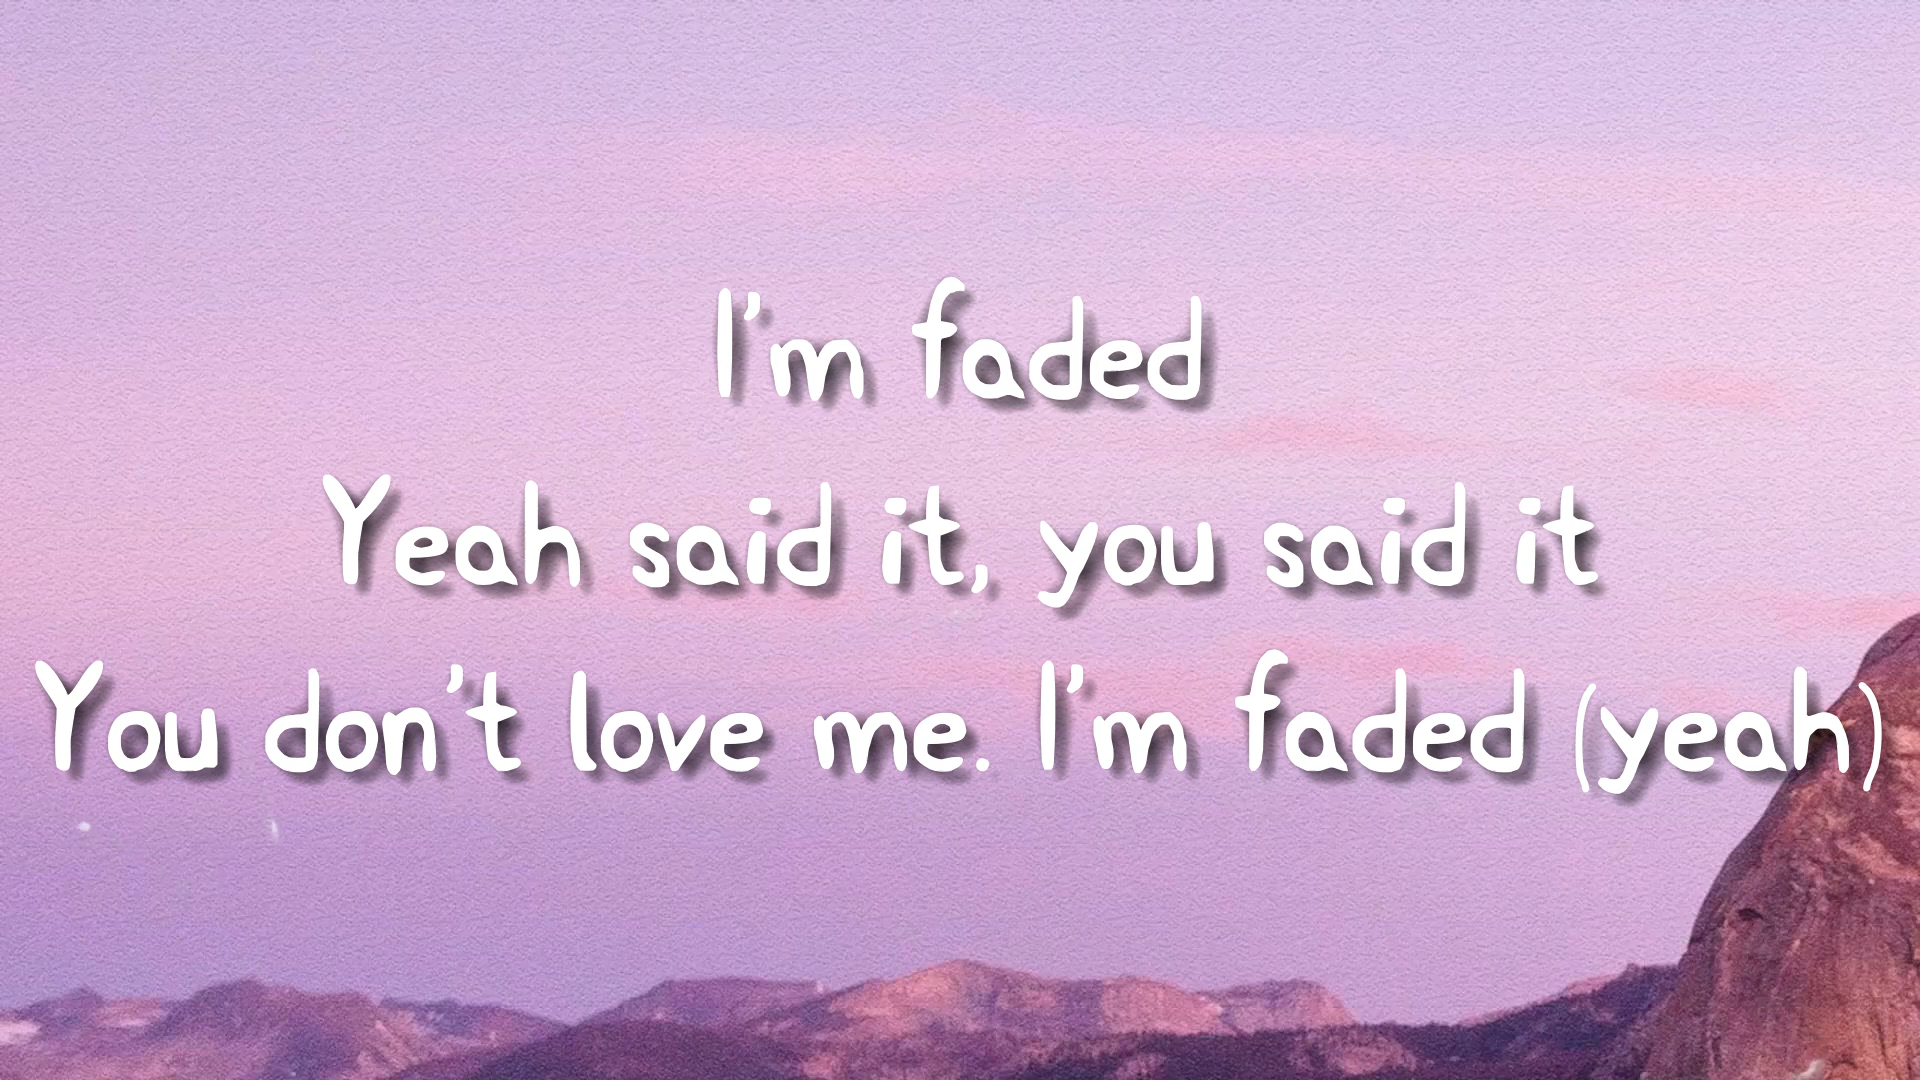 I'm faded
Yeah said it, you said it
You don't love me. I'm faded (yeah)